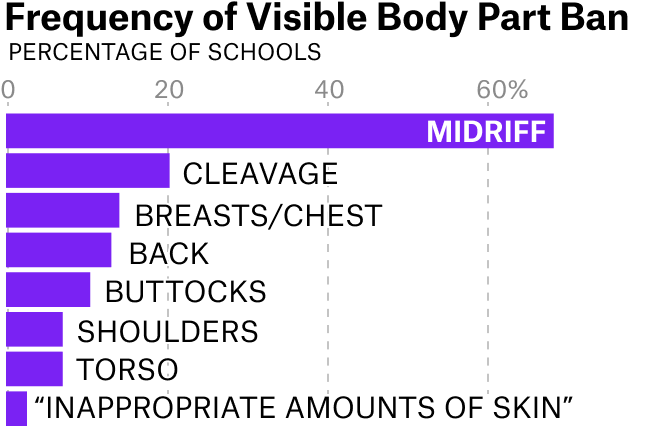 Frequency of Visible Body Part Ban
PERCENTAGE OF SCHOOLS
0 20 40 60%
MIDRIFF
CLEAVAGE
BREASTS/CHEST
BACK
BUTTOCKS
SHOULDERS
TORSO
“INAPPROPRIATE AMOUNTS OF SKIN”